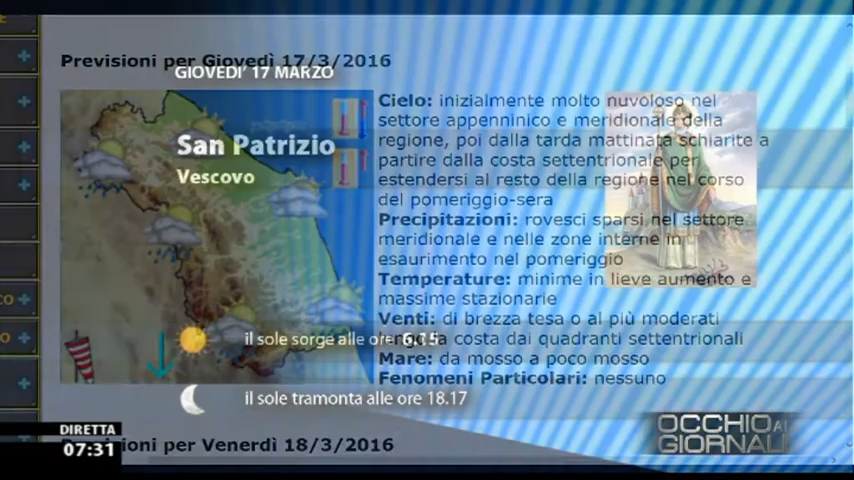 Previsioni per Giovedì 17/3/2016
GIOVEDI' 17 MARZO
San Patrizio
Vescovo
Cielo: inizialmente molto nuvoloso nel
settore appenninico e meridionale della
regione, poi dalla tarda mattinata schiarite a
partire dalla costa settentrionale per
estendersi al resto della regione nel corso
del pomeriggio-sera
Precipitazioni: rovesci sparsi nel settore
meridionale e nelle zone interne in
esaurimento nel pomeriggio
Temperature: minime in lieve aumento e
massime stazionarie
Venti: di brezza tesa o al più moderati
la costa dai quadranti settentrionali
Mare: da mosso a poco mosso
Fenomeni Particolari: nessuno
il sole sorge alle ore 6.15
il sole tramonta alle ore 18.17
DIRETTA
07:31
Previsioni per Venerdì 18/3/2016
OCCHIO AI
GIORNALI